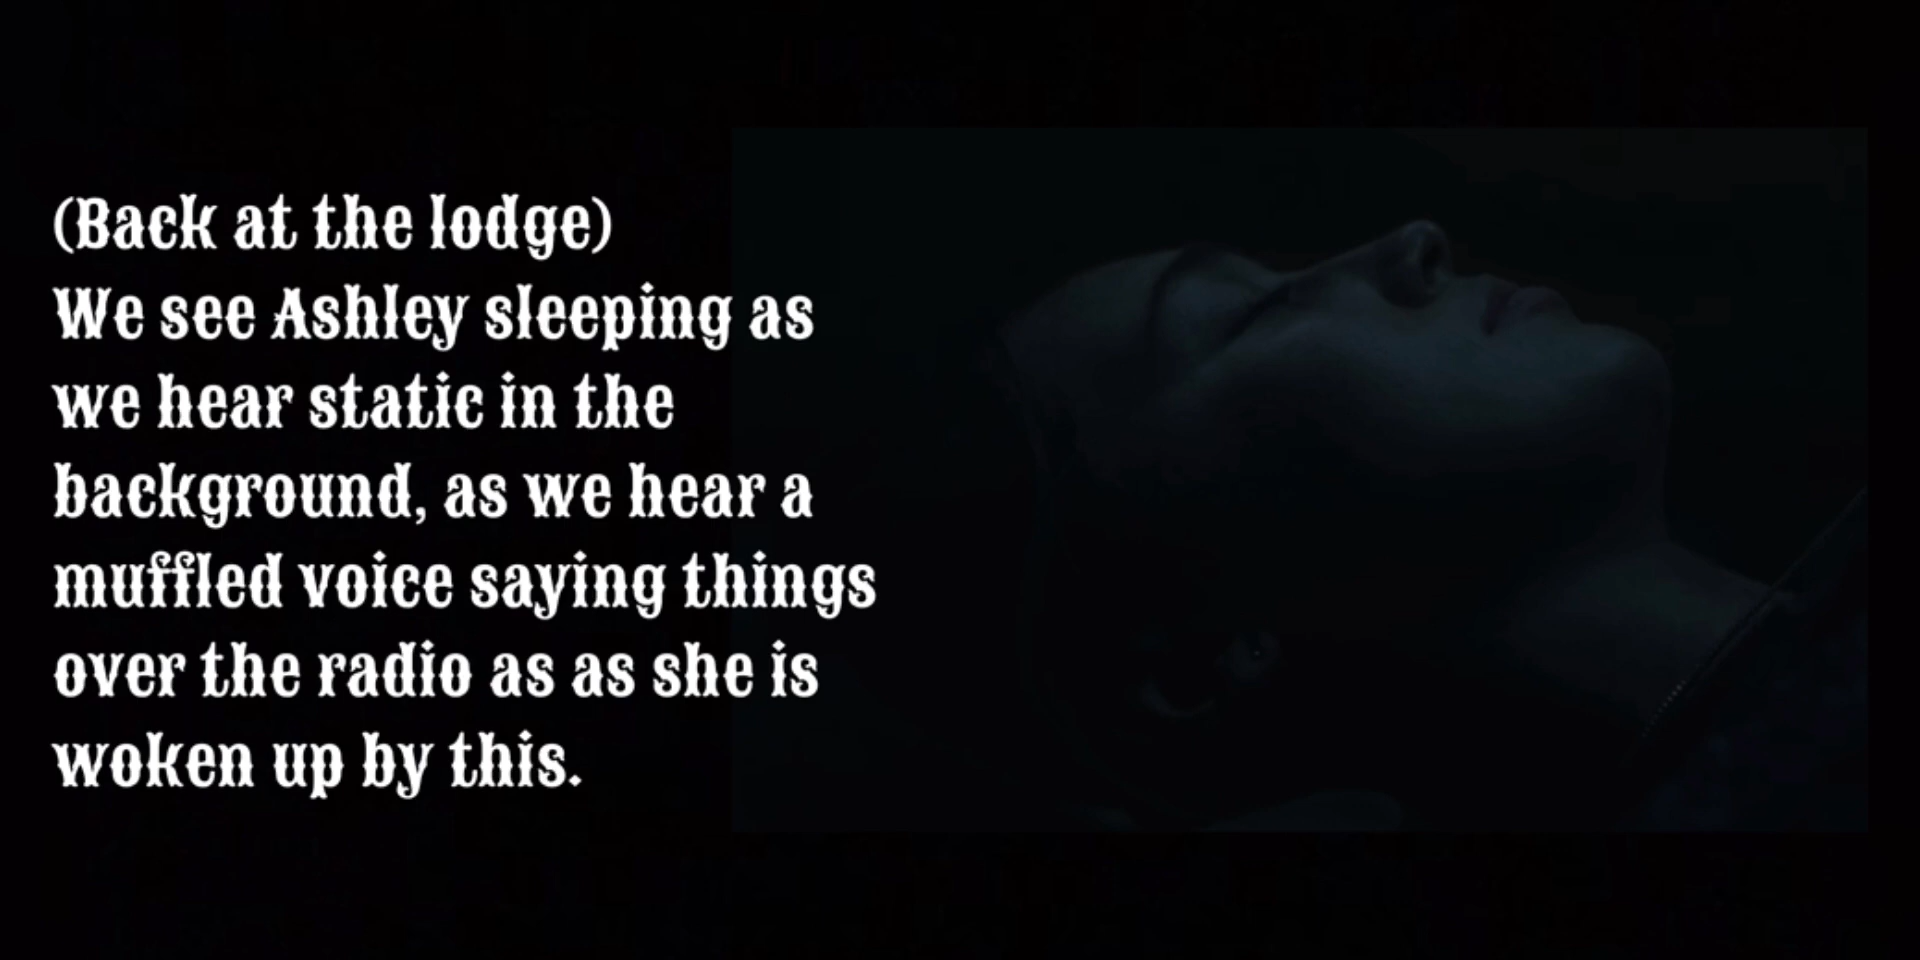 (Back at the lodge)
We see Ashley sleeping as
we hear static in the
background, as we hear a
muffled voice saying things
over the radio as as she is
woken up by this.